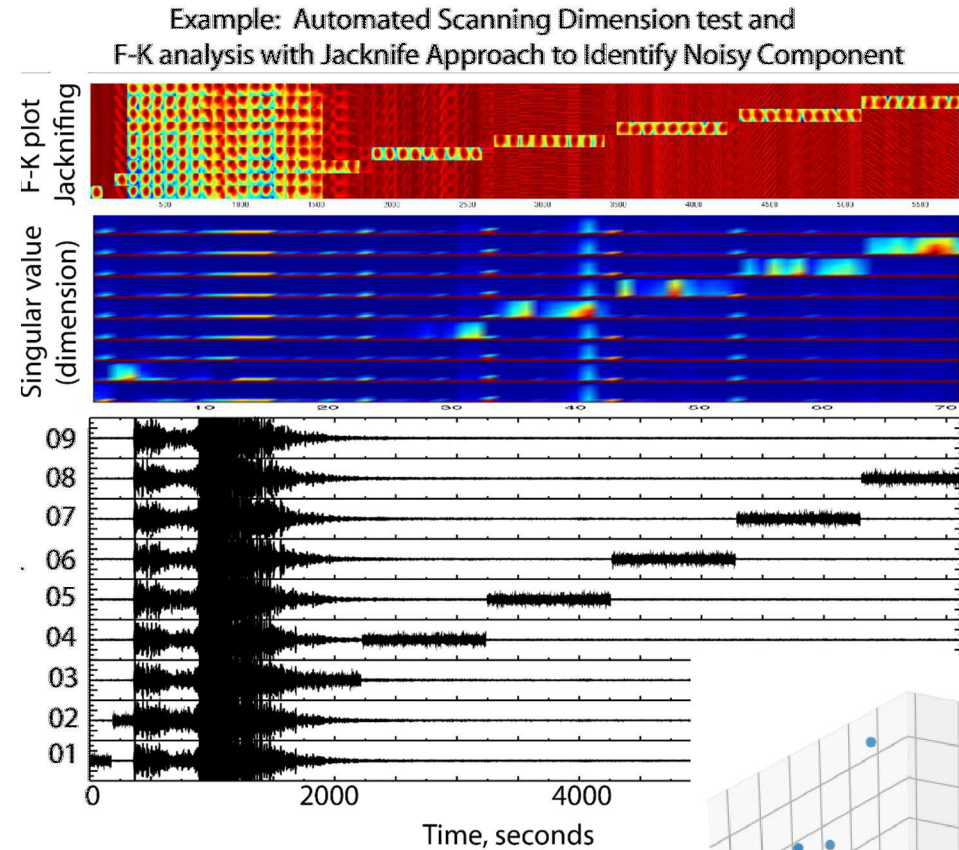 Example: Automated Scanning Dimension test and
F-K analysis with Jacknife Approach to Identify Noisy Component
F-K plot
Jacknifing
500 1000 1500 2000 2500 3000 3500 4000 4500 5000 5500
Singular value
(dimension)
10 20 30 40 50 60 70
09
08
07
06
05
04
03
02
01
0 2000 4000
Time, seconds